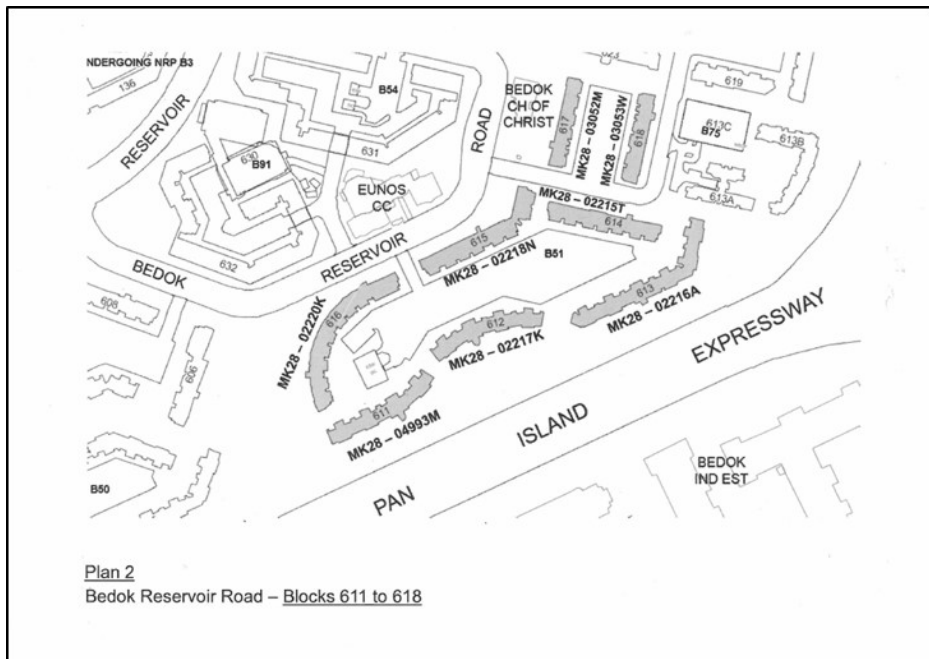 NDERGOING NRP B3
136
RESERVOIR
B54
631
630
B91
632
EUNOS
CC
ROAD
RESERVOIR
BEDOK
BEDOK
CH OF
CHRIST
617
MK28 – 03052M
MK28 – 03053W
618
619
613C
B75
613B
613A
MK28 – 02215T
614
615
MK28 – 02218N
B51
613
MK28 – 02216A
616
MK28 – 02220K
612
MK28 – 02217K
611
MK28 – 04993M
608
606
B50
PAN
ISLAND
EXPRESSWAY
BEDOK
IND EST
Plan 2
Bedok Reservoir Road – Blocks 611 to 618